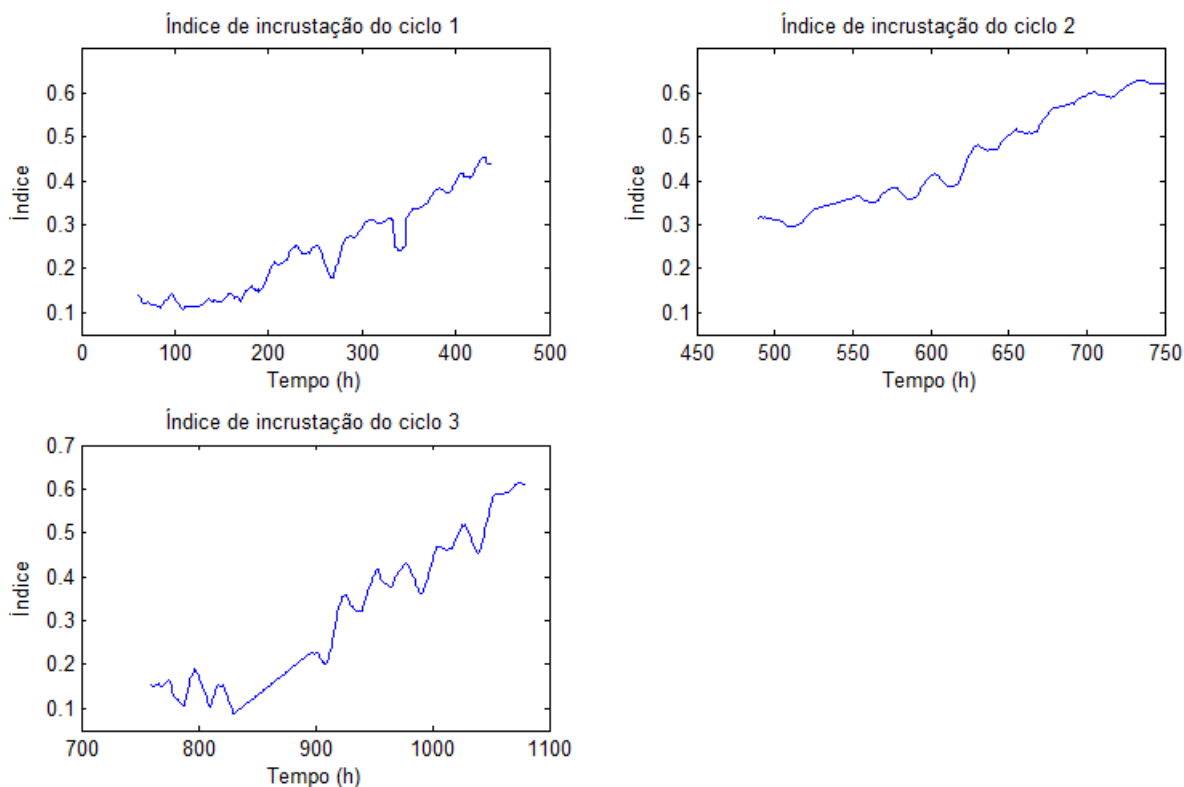 Índice de incrustação do ciclo 1
0.6
0.5
0.4
0.3
0.2
0.1
Índice
0 100 200 300 400 500
Tempo (h)
Índice de incrustação do ciclo 2
0.6
0.5
0.4
0.3
0.2
0.1
Índice
450 500 550 600 650 700 750
Tempo (h)
Índice de incrustação do ciclo 3
0.7
0.6
0.5
0.4
0.3
0.2
0.1
Índice
700 800 900 1000 1100
Tempo (h)